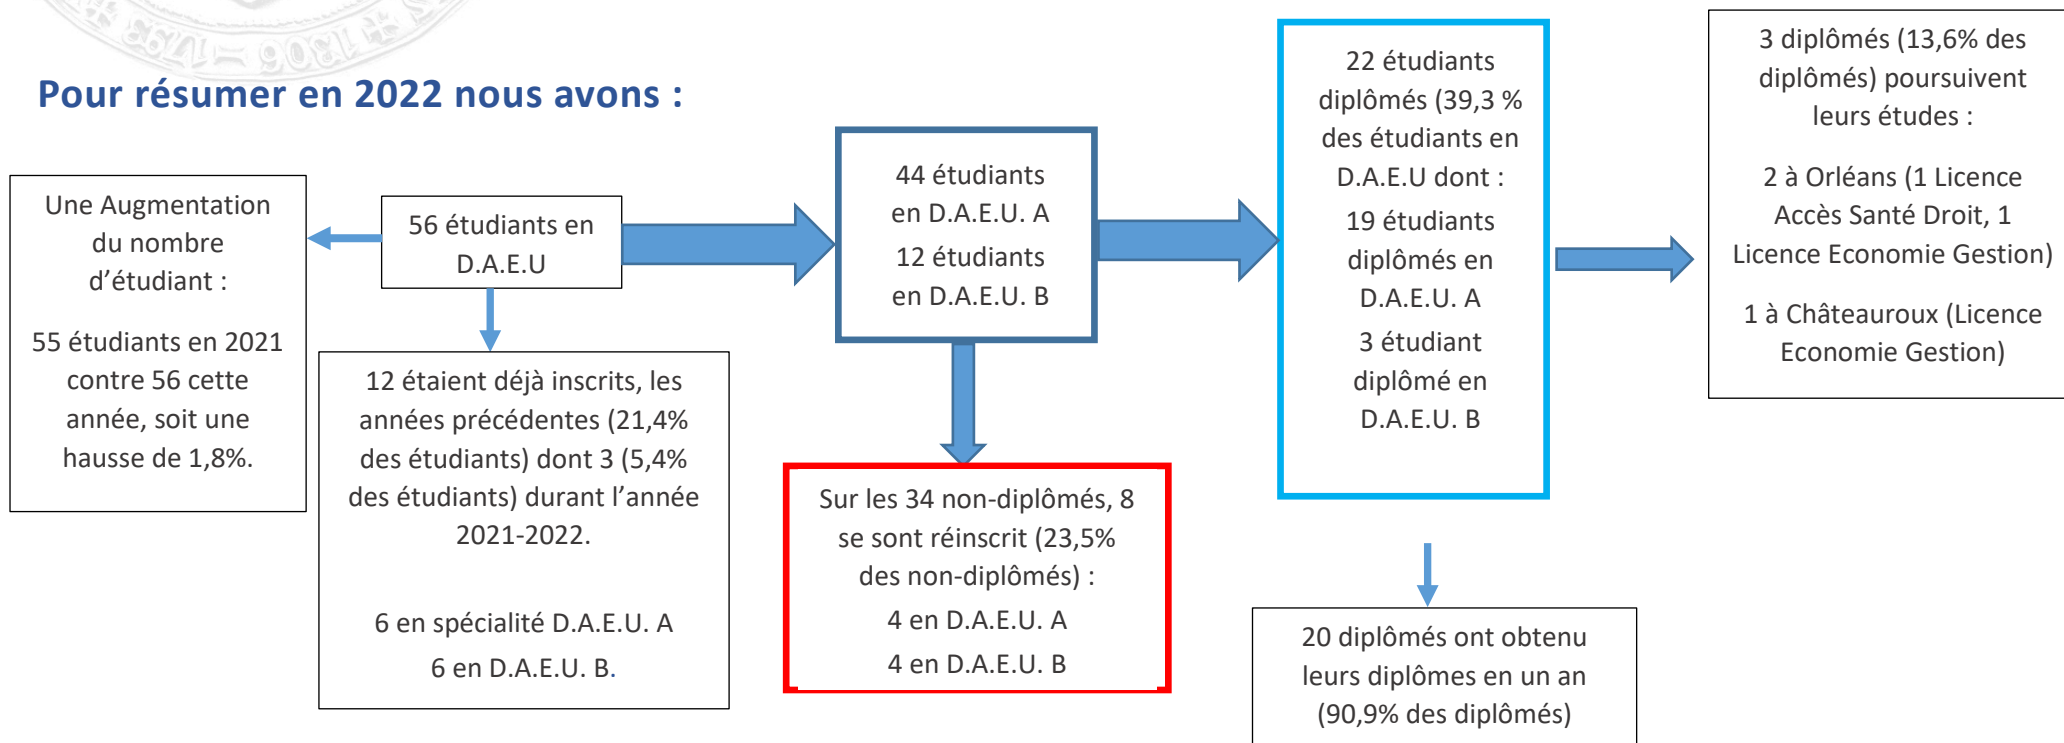 1306 – 1793
Pour résumer en 2022 nous avons :
Une Augmentation
du nombre
d’étudiant :
55 étudiants en 2021
contre 56 cette
année, soit une
hausse de 1,8%.
56 étudiants en
D.A.E.U
12 étaient déjà inscrits, les
années précédentes (21,4%
des étudiants) dont 3 (5,4%
des étudiants) durant l’année
2021-2022.
6 en spécialité D.A.E.U. A
6 en D.A.E.U. B.
44 étudiants
en D.A.E.U. A
12 étudiants
en D.A.E.U. B
Sur les 34 non-diplômés, 8
se sont réinscrit (23,5%
des non-diplômés) :
4 en D.A.E.U. A
4 en D.A.E.U. B
22 étudiants
diplômés (39,3 %
des étudiants en
D.A.E.U dont :
19 étudiants
diplômés en
D.A.E.U. A
3 étudiant
diplômé en
D.A.E.U. B
20 diplômés ont obtenu
leurs diplômes en un an
(90,9% des diplômés)
3 diplômés (13,6% des
diplômés) poursuivent
leurs études :
2 à Orléans (1 Licence
Accès Santé Droit, 1
Licence Economie Gestion)
1 à Châteauroux (Licence
Economie Gestion)